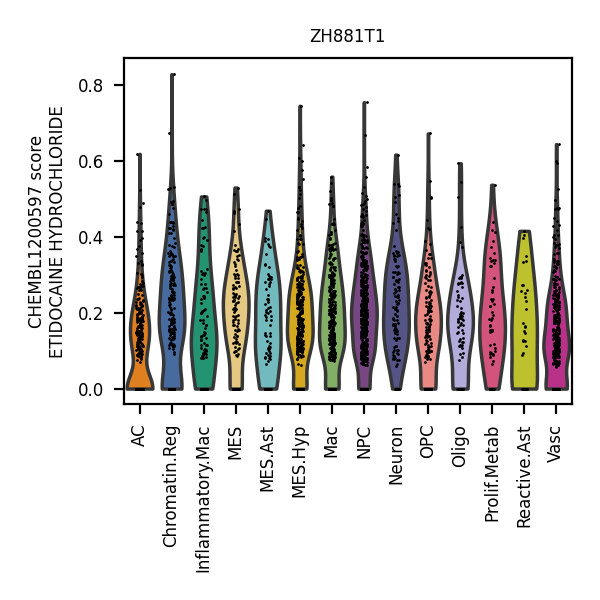 ZH881T1
CHEMBL1200597 score
ETIDOCAINE HYDROCHLORIDE
0.8
0.6
0.4
0.2
0.0
AC
Chromatin.Reg
Inflammatory.Mac
MES
MES.Ast
MES.Hyp
Mac
NPC
Neuron
OPC
Oligo
Prolif.Metab
Reactive.Ast
Vasc